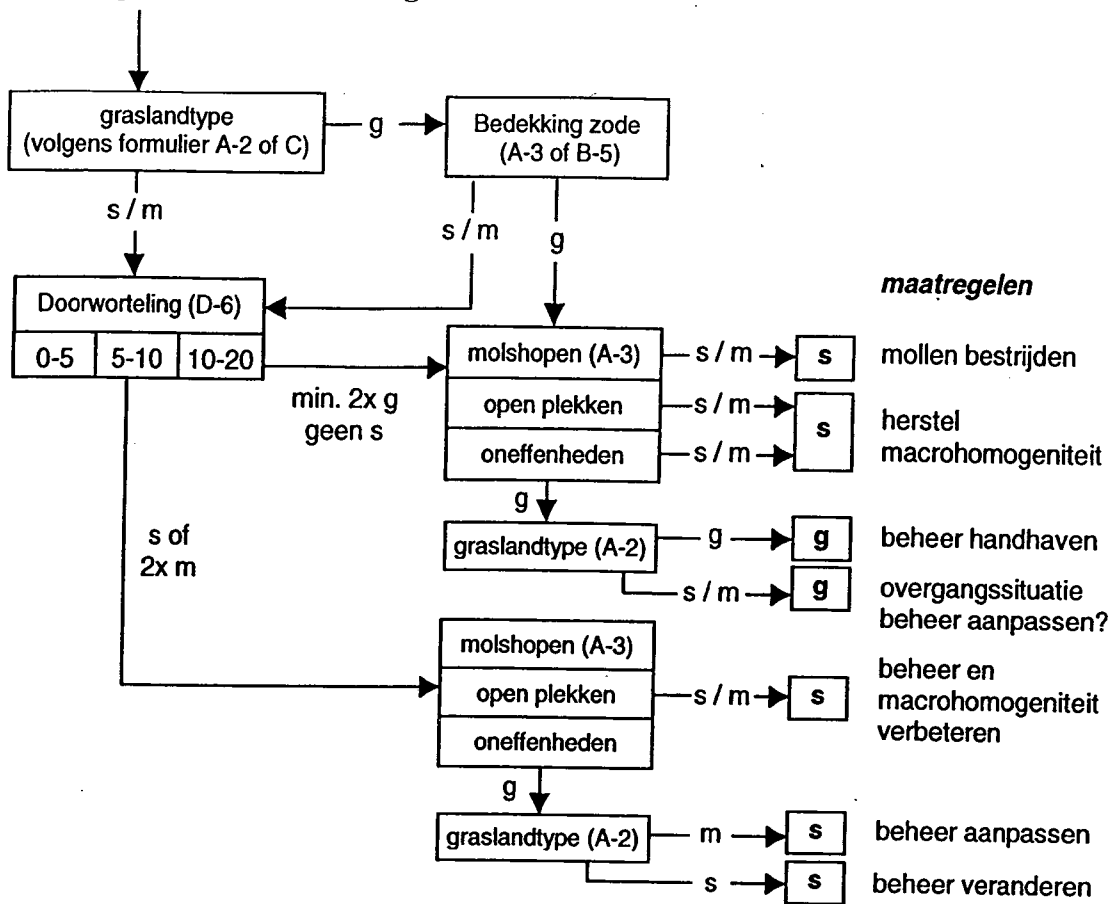 graslandtype
(volgens formulier A-2 of C)
g
Bedekking zode
(A-3 of B-5)
s / m
s / m
g
Doorworteling (D-6)
0-5 5-10 10-20
min. 2x g
geen s
s of
2x m
maatregelen
molshopen (A-3)
s / m
s
mollen bestrijden
open plekken
s / m
s
herstel
macrohomogeniteit
oneffenheden
s / m
g
graslandtype (A-2)
g
g
beheer handhaven
s / m
g
overgangssituatie
beheer aanpassen?
molshopen (A-3)
open plekken
oneffenheden
s / m
s
beheer en
macrohomogeniteit
verbeteren
g
graslandtype (A-2)
m
s
beheer aanpassen
s
s
beheer veranderen